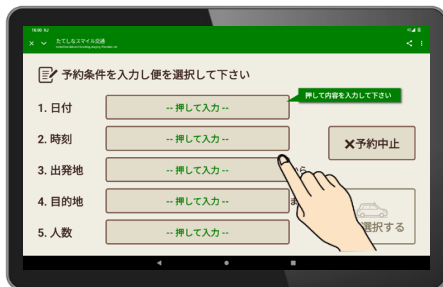 たてしなスマイル交通
予約条件を入力し便を選択して下さい
押して内容を入力して下さい
1. 日付
-- 押して入力 --
2. 時刻
-- 押して入力 --
×予約中止
3. 出発地
-- 押して入力 --
から
4. 目的地
-- 押して入力 --
5. 人数
-- 押して入力 --
選択する